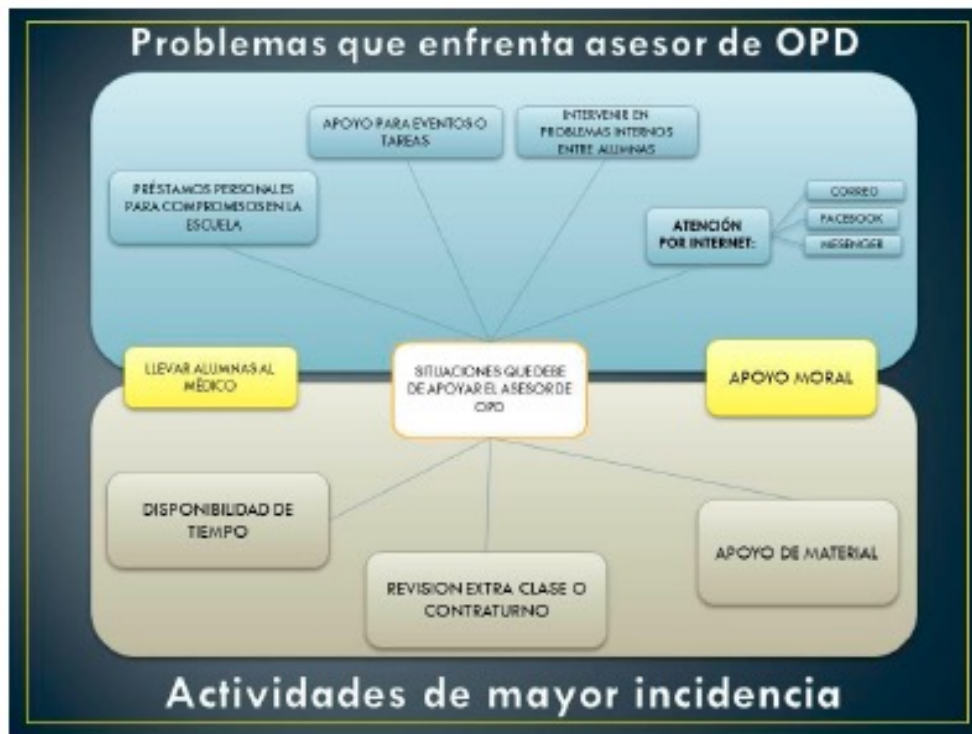 Problemas que enfrenta asesor de OPD
APOYO PARA EVENTOS O
TAREAS
INTERVENIR EN
PROBLEMAS INTERNOS
ENTRE ALUMNAS
PRÉSTAMOS PERSONALES
PARA COMPROMISOS EN LA
ESCUELA
ATENCIÓN
POR INTERNET:
CORREO
FACEBOOK
MESENGER
LLEVAR ALUMNAS AL
MÉDICO
SITUACIONES QUE DEBE
DE APOYAR EL ASESOR DE
OPD
APOYO MORAL
DISPONIBILIDAD DE
TIEMPO
REVISION EXTRA CLASE O
CONTRATURNO
APOYO DE MATERIAL
Actividades de mayor incidencia